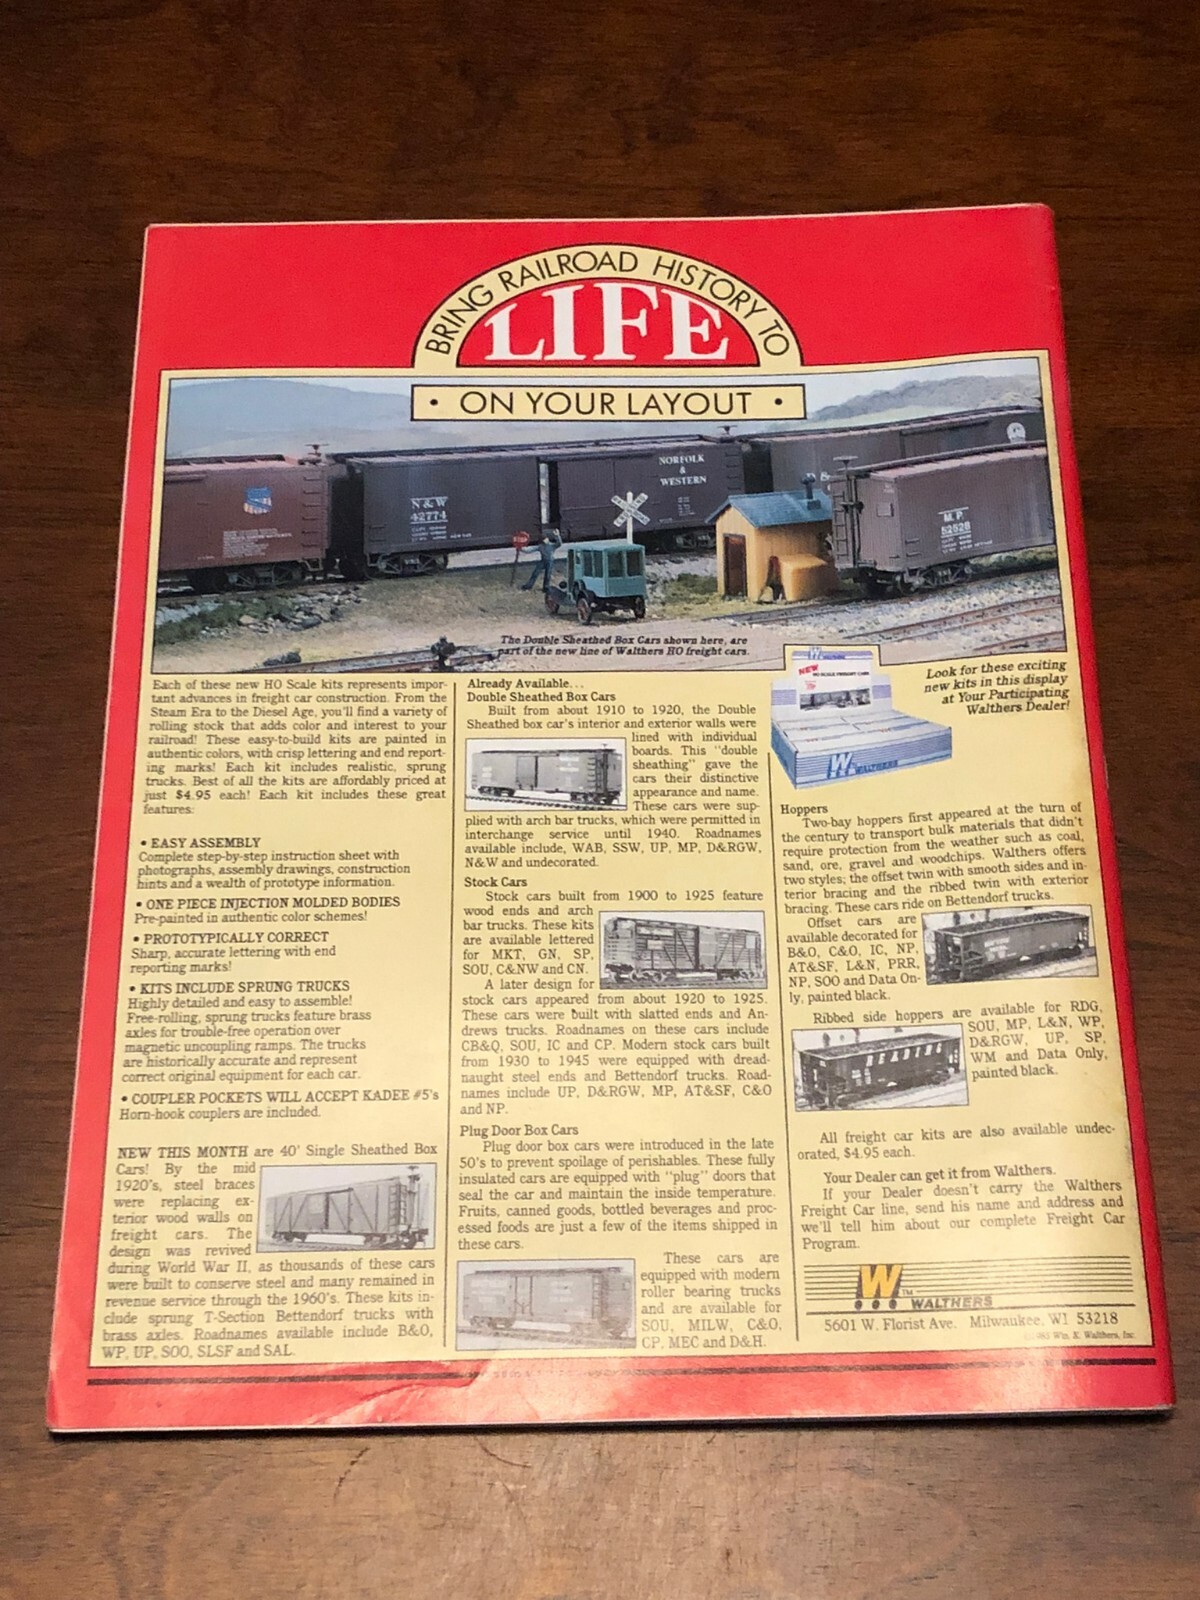 BRING RAILROAD HISTORY TO
LIFE
• ON YOUR LAYOUT •
NORFOLK
&
WESTERN
N & W
42774
M.P.
52528
STOP
The Double Sheathed Box Cars shown here, are
part of the new line of Walthers HO freight cars.
Each of these new HO Scale kits represents impor-
tant advances in freight car construction. From the
Steam Era to the Diesel Age, you'll find a variety of
rolling stock that adds color and interest to your
railroad! These easy-to-build kits are painted in
authentic colors, with crisp lettering and end report-
ing marks! Each kit includes realistic, sprung
trucks. Best of all the kits are affordably priced at
just $4.95 each! Each kit includes these great
features:
• EASY ASSEMBLY
Complete step-by-step instruction sheet with
photographs, assembly drawings, construction
hints and a wealth of prototype information.
• ONE PIECE INJECTION MOLDED BODIES
Pre-painted in authentic color schemes!
• PROTOTYPICALLY CORRECT
Sharp, accurate lettering with end
reporting marks!
• KITS INCLUDE SPRUNG TRUCKS
Highly detailed and easy to assemble!
Free-rolling, sprung trucks feature brass
axles for trouble-free operation over
magnetic uncoupling ramps. The trucks
are historically accurate and represent
correct original equipment for each car.
• COUPLER POCKETS WILL ACCEPT KADEE #5's
Horn-hook couplers are included.
NEW THIS MONTH are 40' Single Sheathed Box
Cars! By the mid
1920's, steel braces
were replacing ex-
terior wood walls on
freight cars. The
design was revived
during World War II, as thousands of these cars
were built to conserve steel and many remained in
revenue service through the 1960's. These kits in-
clude sprung T-Section Bettendorf trucks with
brass axles. Roadnames available include B&O,
WP, UP, SOO, SLSF and SAL.
Already Available...
Double Sheathed Box Cars
Built from about 1910 to 1920, the Double
Sheathed box car's interior and exterior walls were
lined with individual
boards. This "double
sheathing" gave the
cars their distinctive
appearance and name.
These cars were sup-
plied with arch bar trucks, which were permitted in
interchange service until 1940. Roadnames
available include, WAB, SSW, UP, MP, D&RGW,
N&W and undecorated.
Stock Cars
Stock cars built from 1900 to 1925 feature
wood ends and arch
bar trucks. These kits
are available lettered
for MKT, GN, SP,
SOU, C&NW and CN.
A later design for
stock cars appeared from about 1920 to 1925.
These cars were built with slatted ends and An-
drews trucks. Roadnames on these cars include
CB&Q, SOU, IC and CP. Modern stock cars built
from 1930 to 1945 were equipped with dread-
naught steel ends and Bettendorf trucks. Road-
names include UP, D&RGW, MP, AT&SF, C&O
and NP.
Plug Door Box Cars
Plug door box cars were introduced in the late
50's to prevent spoilage of perishables. These fully
insulated cars are equipped with "plug" doors that
seal the car and maintain the inside temperature.
Fruits, canned goods, bottled beverages and proc-
essed foods are just a few of the items shipped in
these cars.
These cars are
equipped with modern
roller bearing trucks
and are available for
SOU, MILW, C&O,
CP, MEC and D&H.
W WALTHERS
NEW
HO SCALE FREIGHT CARS
W WALTHERS
Look for these exciting
new kits in this display
at Your Participating
Walthers Dealer!
Hoppers
Two-bay hoppers first appeared at the turn of
the century to transport bulk materials that didn't
require protection from the weather such as coal,
sand, ore, gravel and woodchips. Walthers offers
two styles; the offset twin with smooth sides and in-
terior bracing and the ribbed twin with exterior
bracing. These cars ride on Bettendorf trucks.
Offset cars are
available decorated for
B&O, C&O, IC, NP,
AT&SF, L&N, PRR,
NP, SOO and Data On-
ly, painted black.
Ribbed side hoppers are available for RDG,
SOU, MP, L&N, WP,
D&RGW, UP, SP,
WM and Data Only,
painted black.
READING
All freight car kits are also available undec-
orated, $4.95 each.
Your Dealer can get it from Walthers.
If your Dealer doesn't carry the Walthers
Freight Car line, send his name and address and
we'll tell him about our complete Freight Car
Program.
W TM WALTHERS
5601 W. Florist Ave. Milwaukee, WI 53218
Wm. K. Walthers, Inc.